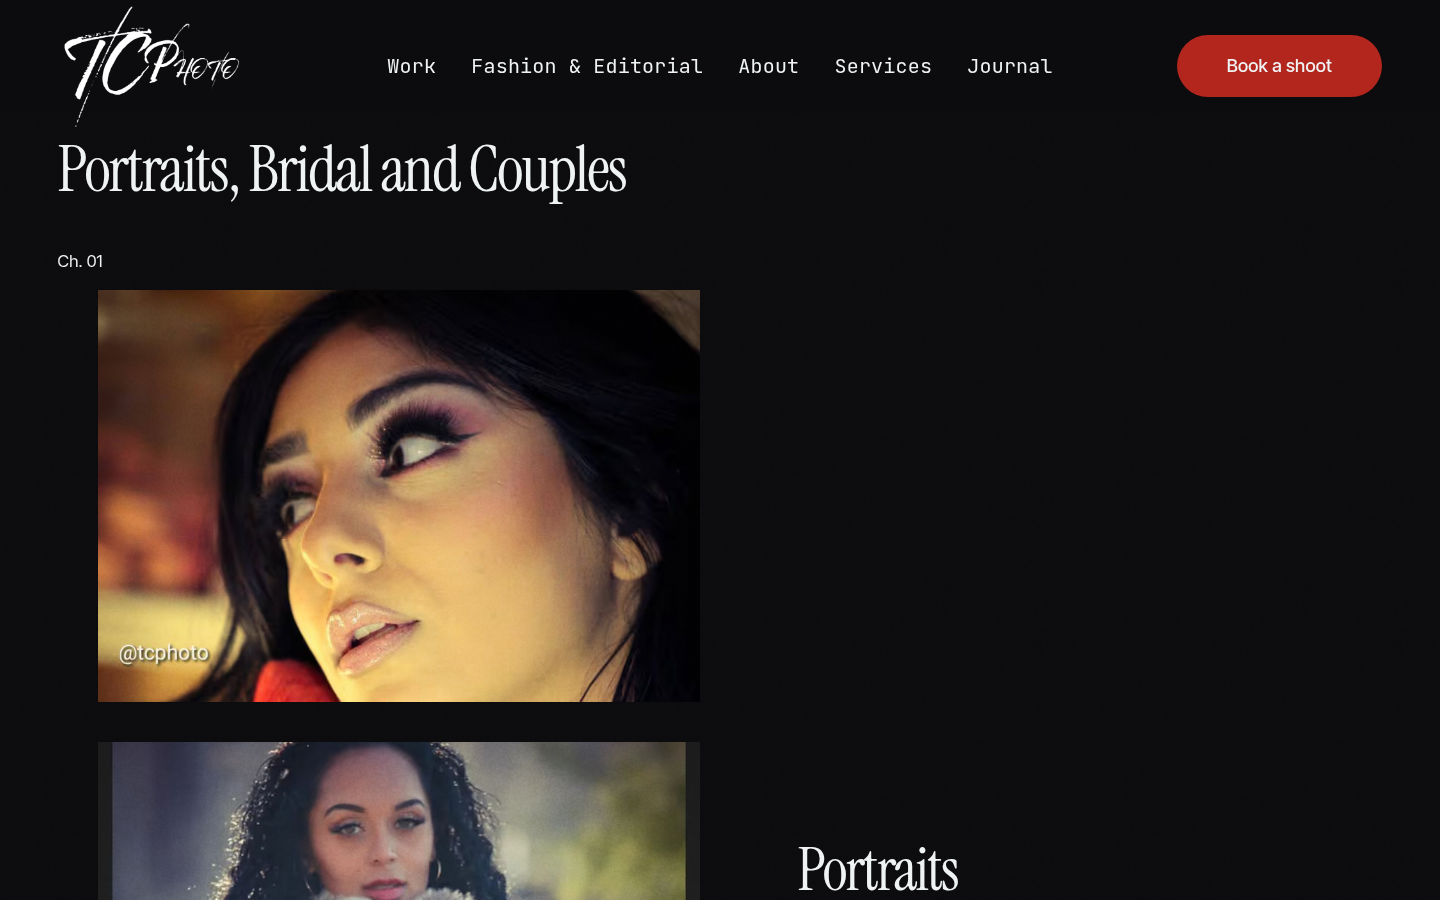 TCPHOTO
Work Fashion & Editorial About Services Journal
Book a shoot
Portraits, Bridal and Couples
Ch. 01
@tcphoto
Portraits